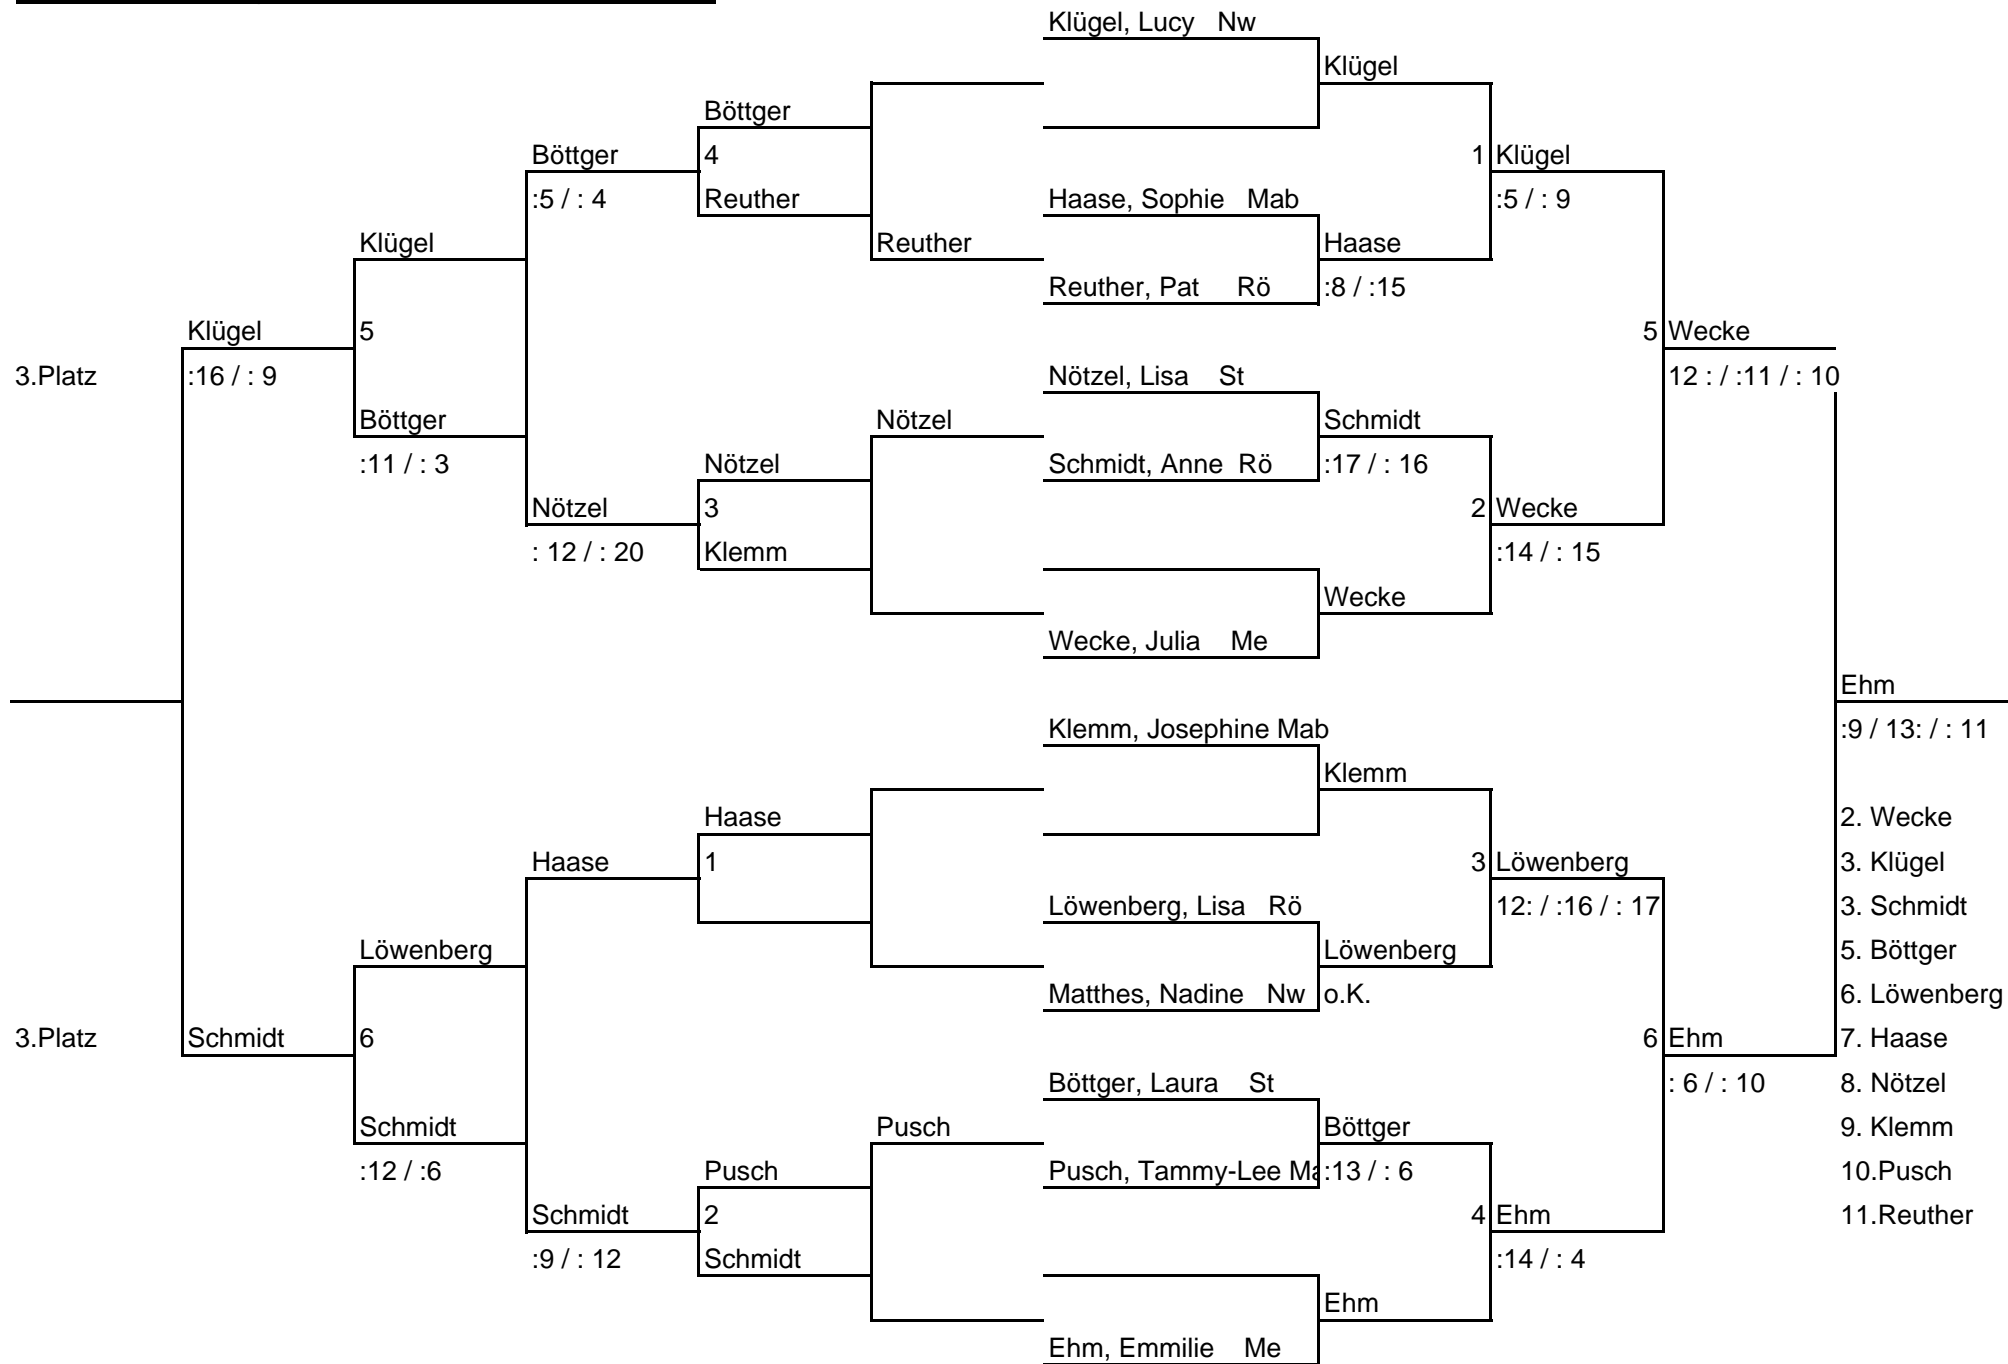 Klügel, Lucy Nw
Klügel
Böttger
Böttger 4 1 Klügel
:5 / : 4 Reuther Haase, Sophie Mab :5 / : 9
Klügel Reuther Haase
Reuther, Pat Rö :8 / :15
Klügel 5 5 Wecke
3.Platz :16 / : 9 Nötzel, Lisa St 12 : / :11 / : 10
Böttger Nötzel Schmidt
:11 / : 3 Nötzel Schmidt, Anne Rö :17 / : 16
Nötzel 3 2 Wecke
: 12 / : 20 Klemm :14 / : 15
Wecke
Wecke, Julia Me
Ehm
Klemm, Josephine Mab :9 / 13: / : 11
Klemm
Haase 2. Wecke
Haase 1 3 Löwenberg 3. Klügel
Löwenberg, Lisa Rö 12: / :16 / : 17 3. Schmidt
Löwenberg Löwenberg 5. Böttger
Matthes, Nadine Nw o.K. 6. Löwenberg
3.Platz Schmidt 6 6 Ehm 7. Haase
Böttger, Laura St : 6 / : 10 8. Nötzel
Schmidt Pusch Böttger 9. Klemm
:12 / :6 Pusch Pusch, Tammy-Lee Ma :13 / : 6 10.Pusch
Schmidt 2 4 Ehm 11.Reuther
:9 / : 12 Schmidt :14 / : 4
Ehm
Ehm, Emmilie Me